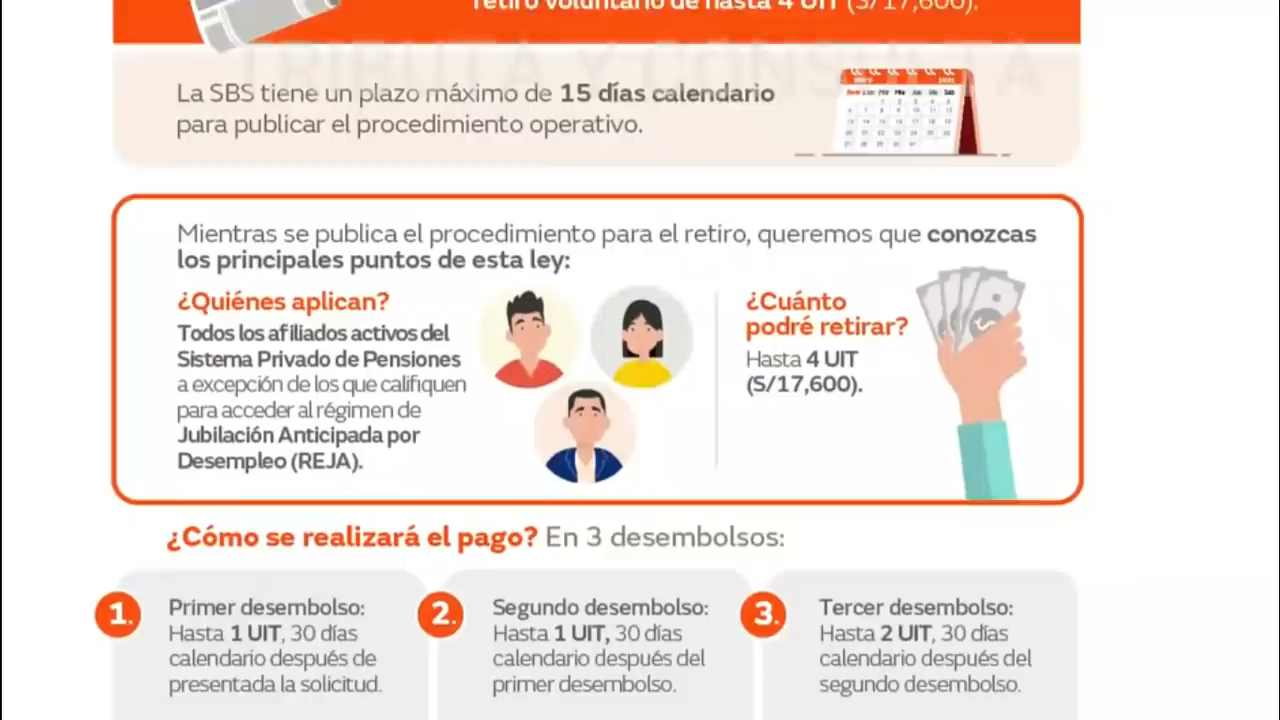 retiro voluntario de hasta 4 UIT (S/17,600).
TRIBUTA Y CONSULTA
La SBS tiene un plazo máximo de 15 días calendario
para publicar el procedimiento operativo.
Mientras se publica el procedimiento para el retiro, queremos que conozcas
los principales puntos de esta ley:
¿Quiénes aplican?
Todos los afiliados activos del
Sistema Privado de Pensiones
a excepción de los que califiquen
para acceder al régimen de
Jubilación Anticipada por
Desempleo (REJA).
¿Cuánto
podré retirar?
Hasta 4 UIT
(S/17,600).
¿Cómo se realizará el pago? En 3 desembolsos:
1.
Primer desembolso:
Hasta 1 UIT, 30 días
calendario después de
presentada la solicitud.
2.
Segundo desembolso:
Hasta 1 UIT, 30 días
calendario después del
primer desembolso.
3.
Tercer desembolso:
Hasta 2 UIT, 30 días
calendario después del
segundo desembolso.